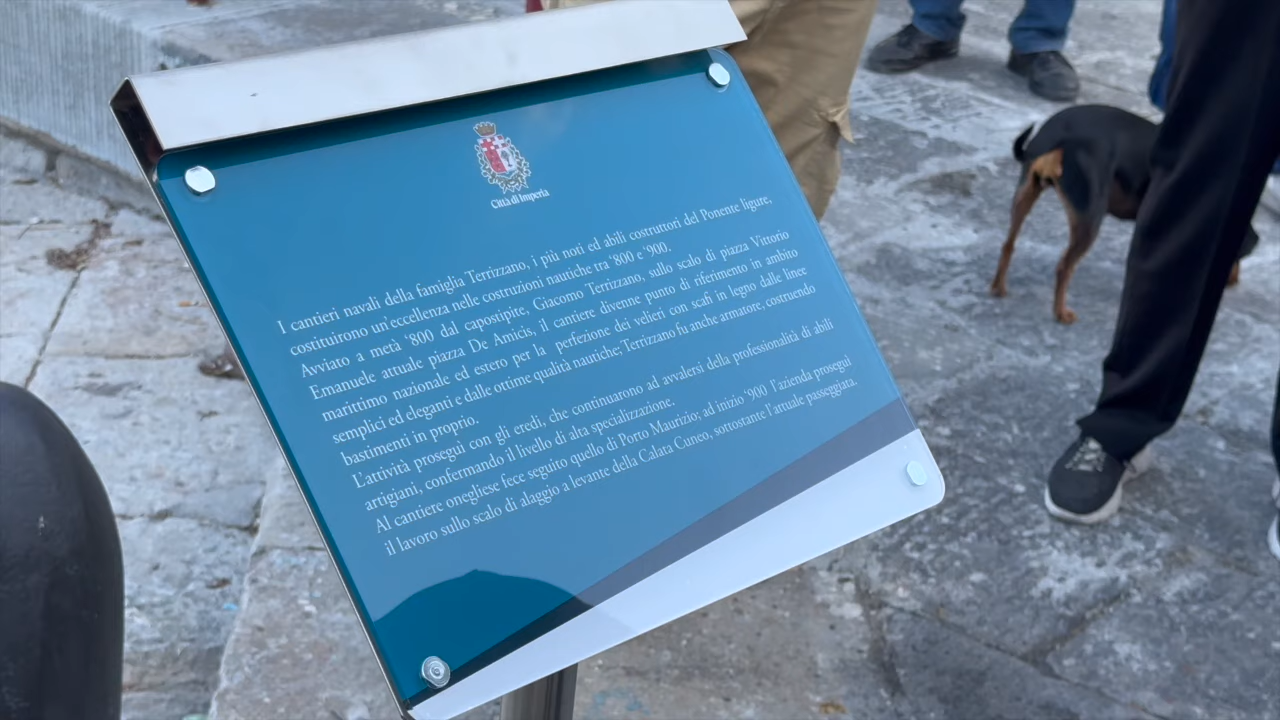 Città di Imperia
I cantieri navali della famiglia Terrizzano, i più noti ed abili costruttori del Ponente ligure,
costituirono un'eccellenza nelle costruzioni nautiche tra '800 e '900.
Avviato a metà '800 dal capostipite, Giacomo Terrizzano, sullo scalo di piazza Vittorio
Emanuele attuale piazza De Amicis, il cantiere divenne punto di riferimento in ambito
marittimo nazionale ed estero per la perfezione dei velieri con scafi in legno dalle linee
semplici ed eleganti e dalle ottime qualità nautiche; Terrizzano fu anche armatore, costruendo
bastimenti in proprio.
L'attività proseguì con gli eredi, che continuarono ad avvalersi della professionalità di abili
artigiani, confermando il livello di alta specializzazione.
Al cantiere onegliese fece seguito quello di Porto Maurizio; ad inizio '900 l'azienda proseguì
il lavoro sullo scalo di alaggio a levante della Calata Cuneo, sottostante l'attuale passeggiata.